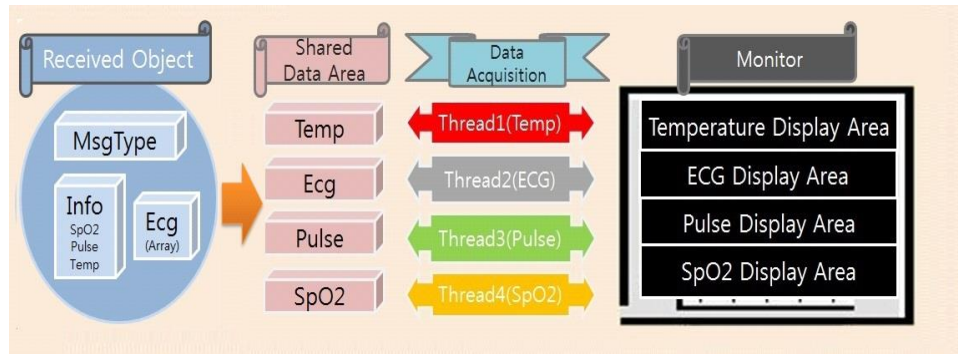 Received Object
MsgType
Info
SpO2
Pulse
Temp
Ecg
(Array)
Shared
Data Area
Temp
Ecg
Pulse
SpO2
Data
Acquisition
Thread1(Temp)
Thread2(ECG)
Thread3(Pulse)
Thread4(SpO2)
Monitor
Temperature Display Area
ECG Display Area
Pulse Display Area
SpO2 Display Area